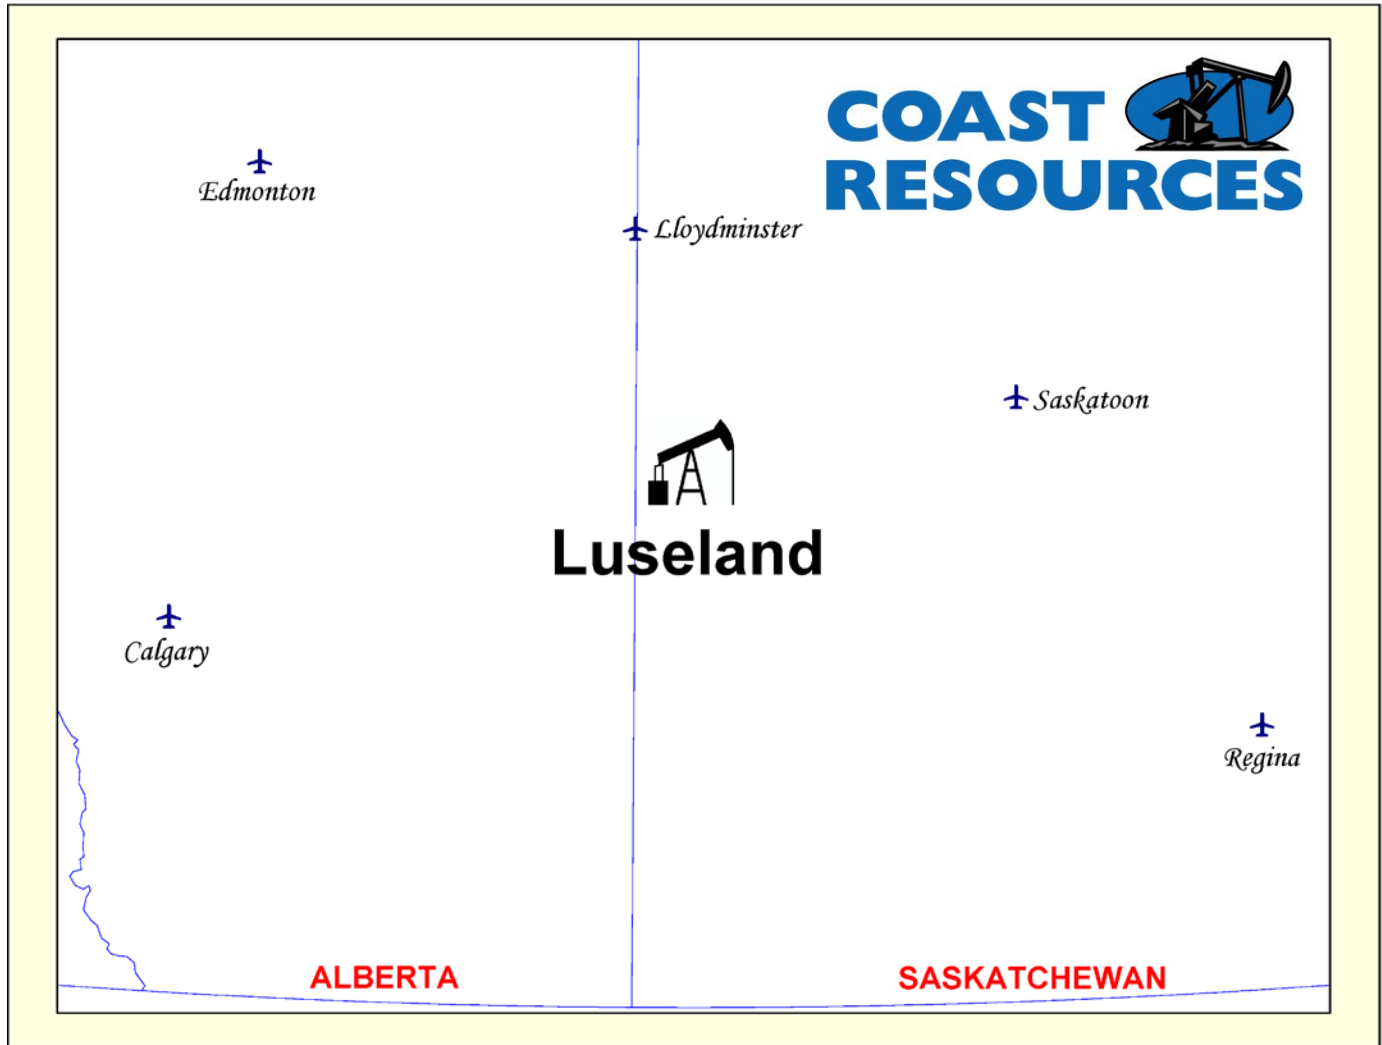 COAST
RESOURCES
Edmonton
Lloydminster
Saskatoon
Luseland
Calgary
Regina
ALBERTA
SASKATCHEWAN